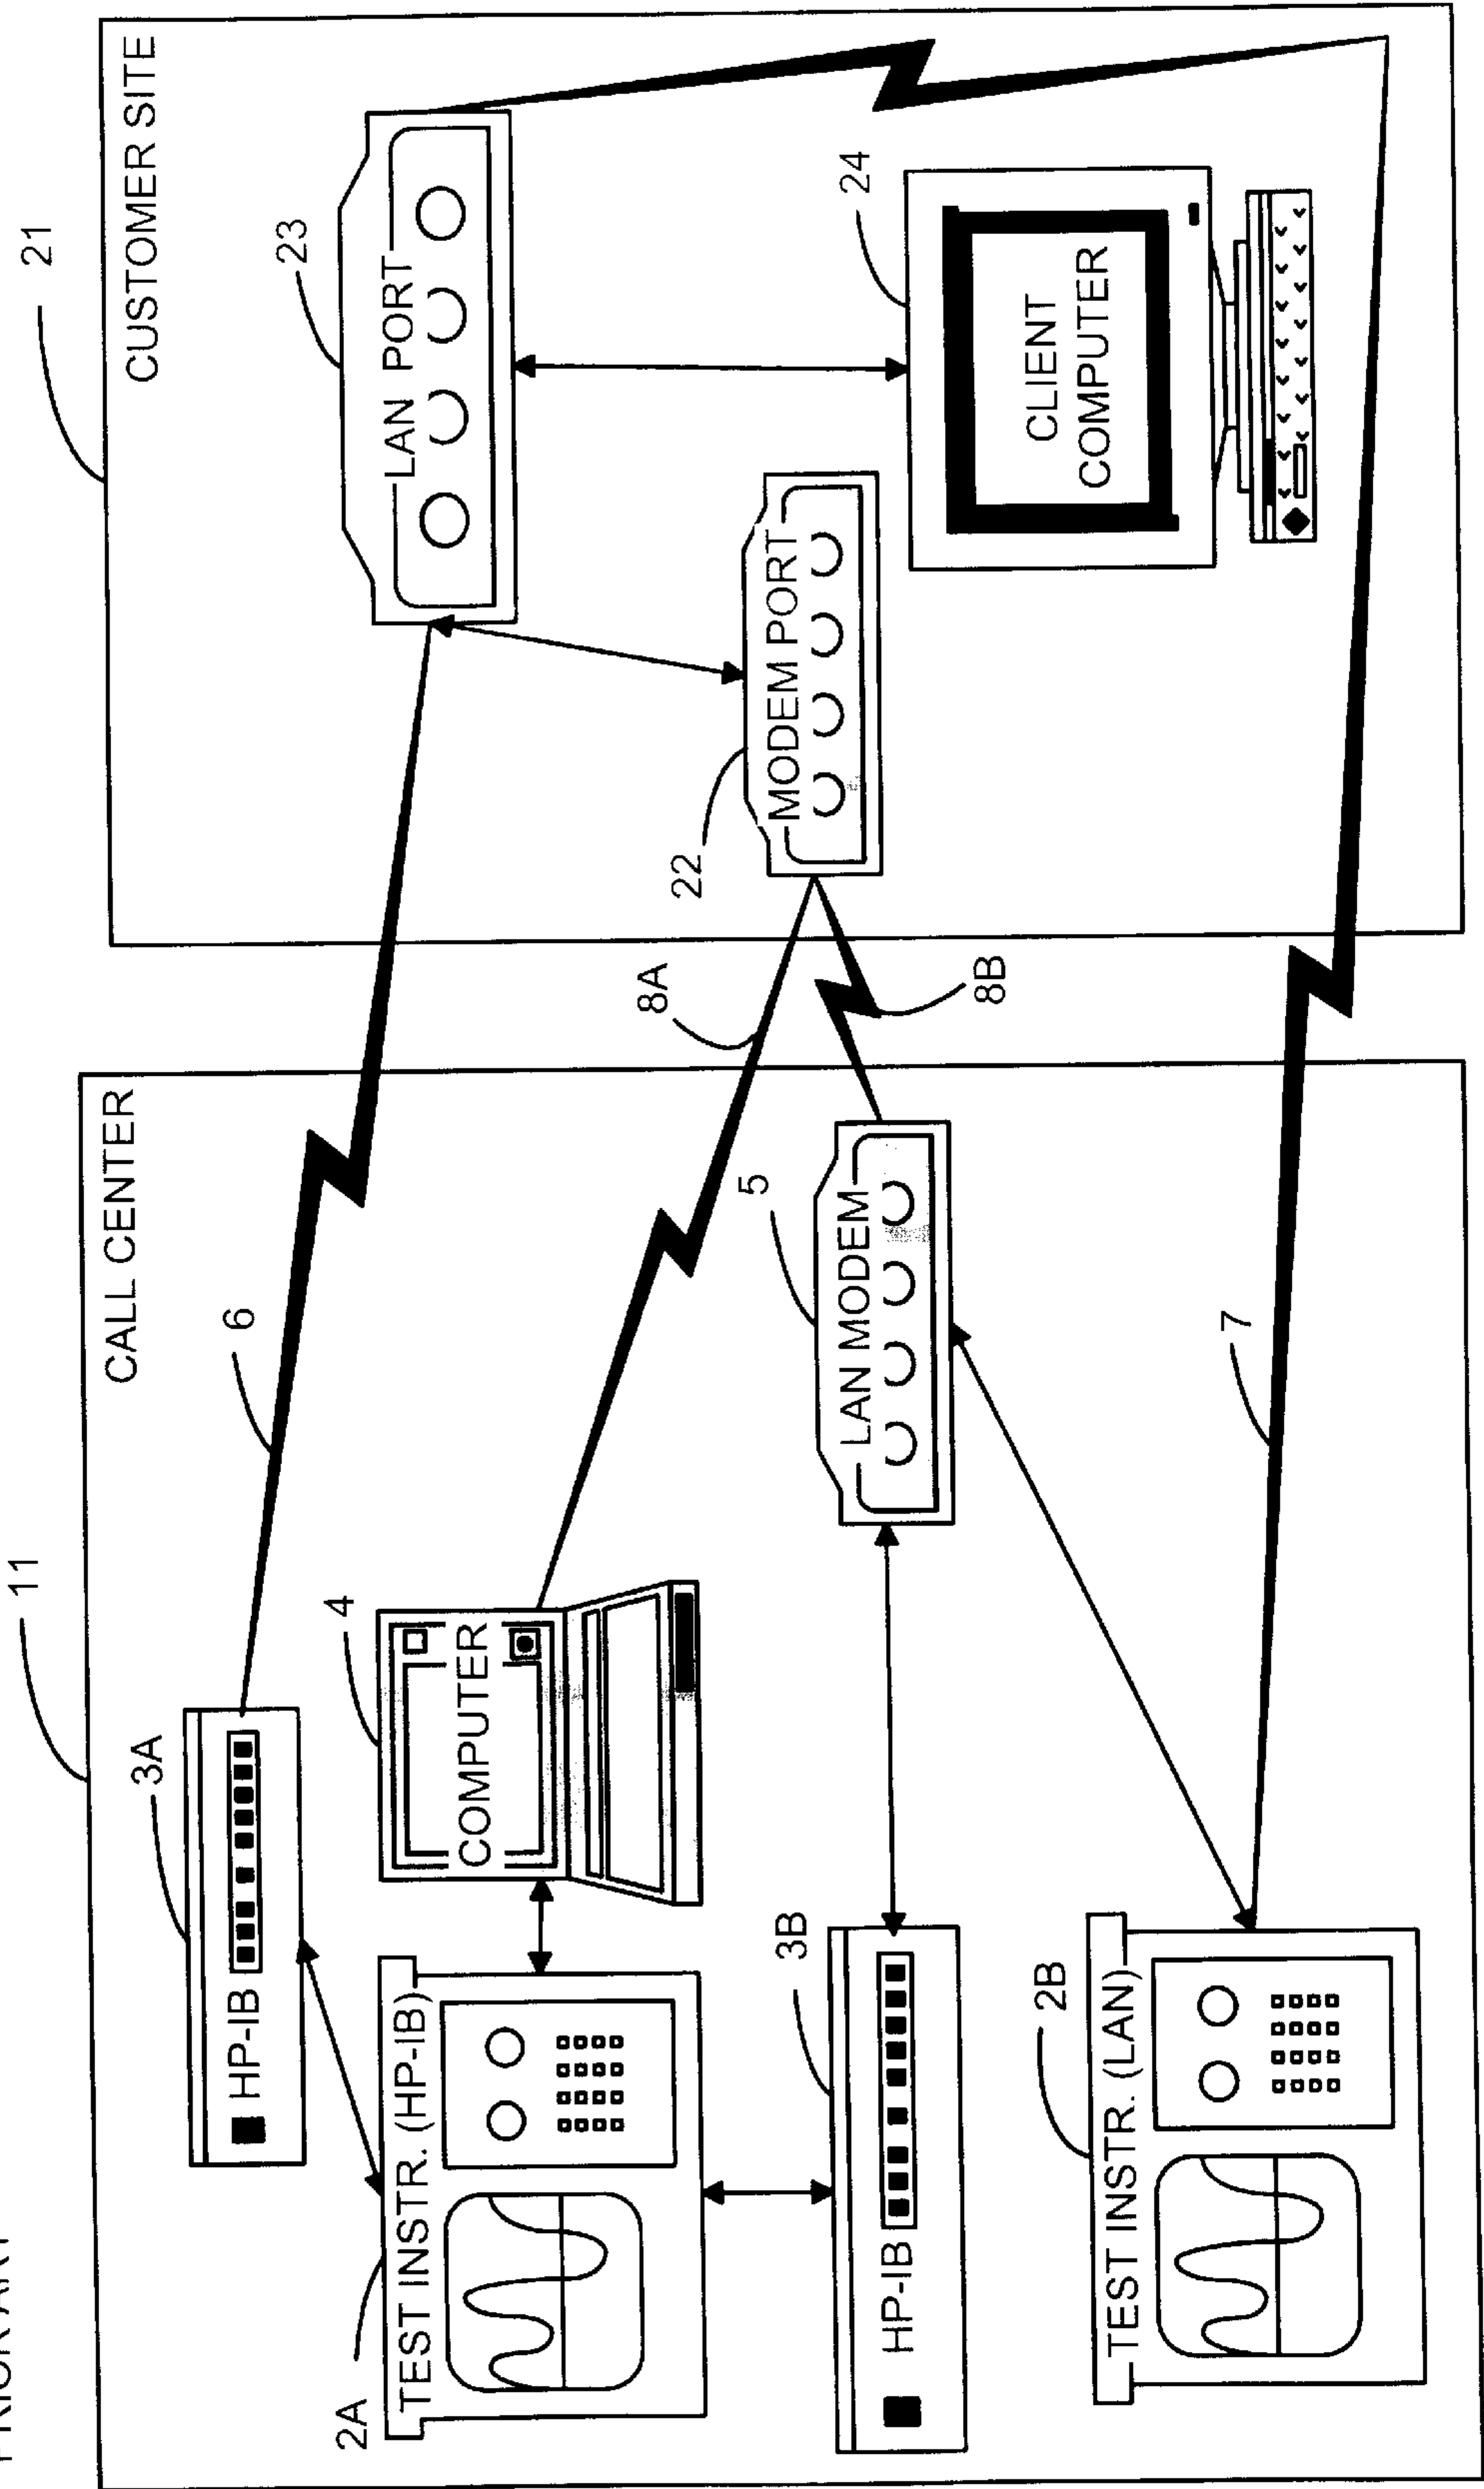 PRIOR ART
11
CALL CENTER
21
CUSTOMER SITE
3A
HP-IB
6
23
LAN PORT
2A
TEST INSTR. (HP-IB)
4
COMPUTER
8A
22
MODEM PORT
24
CLIENT
COMPUTER
3B
HP-IB
5
LAN MODEM
8B
2B
TEST INSTR. (LAN)
7